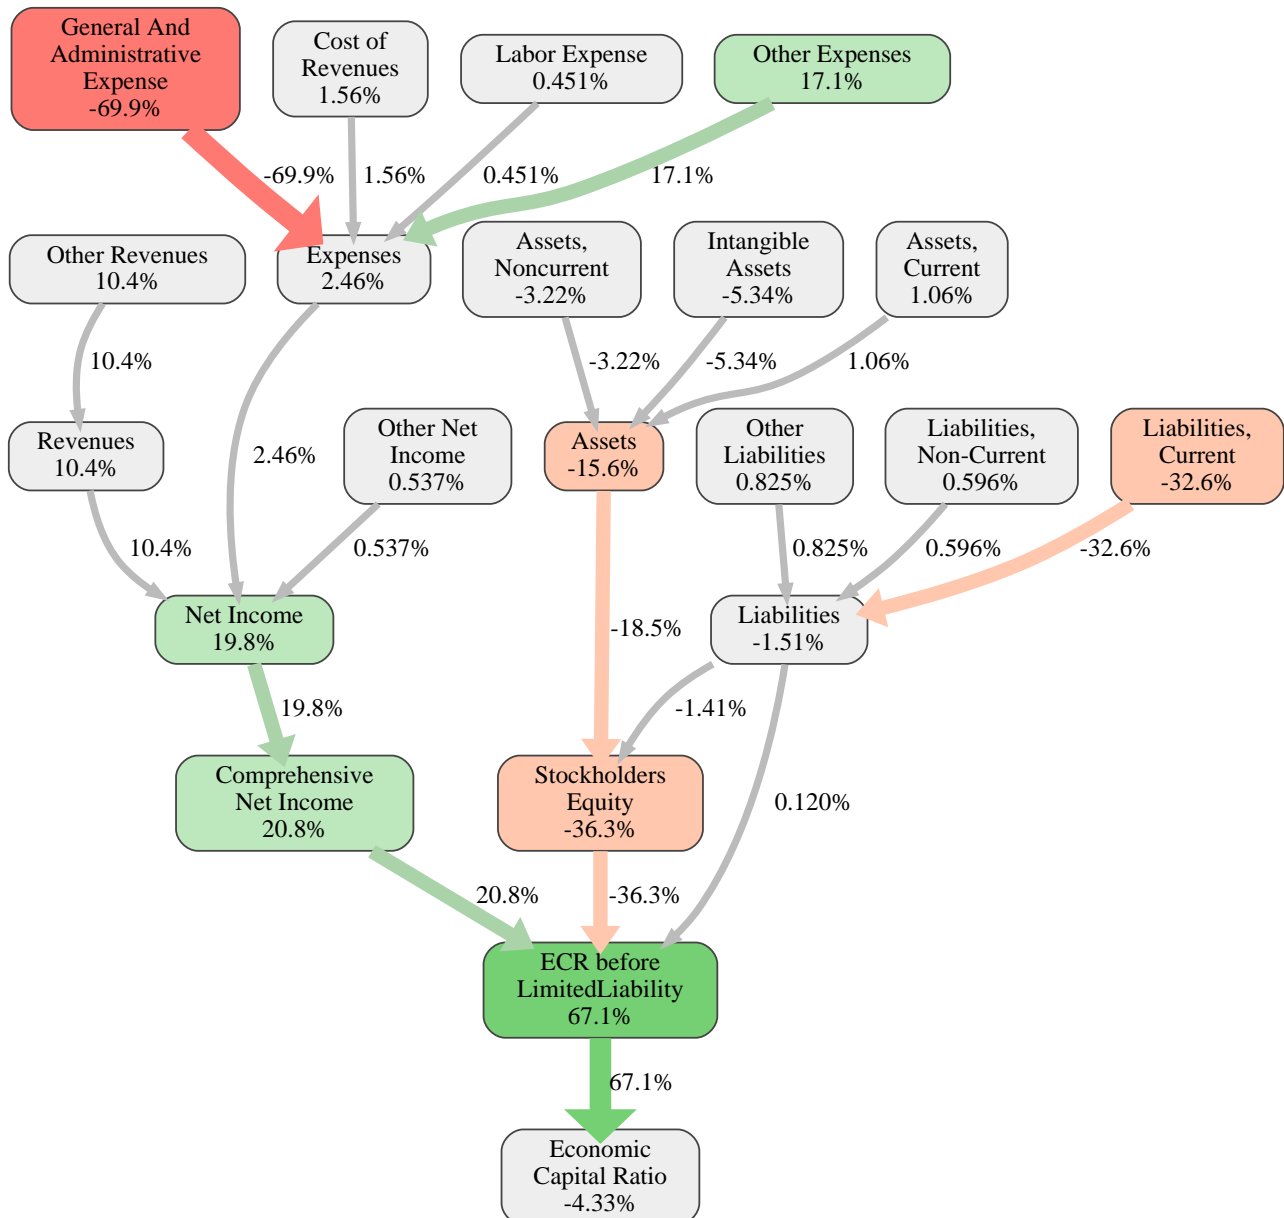 General And
Administrative
Expense
-69.9%
Cost of
Revenues
1.56%
Labor Expense
0.451%
Other Expenses
17.1%
-69.9%
1.56%
0.451%
17.1%
Other Revenues
10.4%
Expenses
2.46%
Assets,
Noncurrent
-3.22%
Intangible
Assets
-5.34%
Assets,
Current
1.06%
10.4%
-3.22%
-5.34%
1.06%
Revenues
10.4%
2.46%
Other Net
Income
0.537%
Assets
-15.6%
Other
Liabilities
0.825%
Liabilities,
Non-Current
0.596%
Liabilities,
Current
-32.6%
10.4%
0.537%
0.825%
0.596%
-32.6%
Net Income
19.8%
-18.5%
Liabilities
-1.51%
19.8%
-1.41%
Comprehensive
Net Income
20.8%
Stockholders
Equity
-36.3%
0.120%
20.8%
-36.3%
ECR before
LimitedLiability
67.1%
67.1%
Economic
Capital Ratio
-4.33%